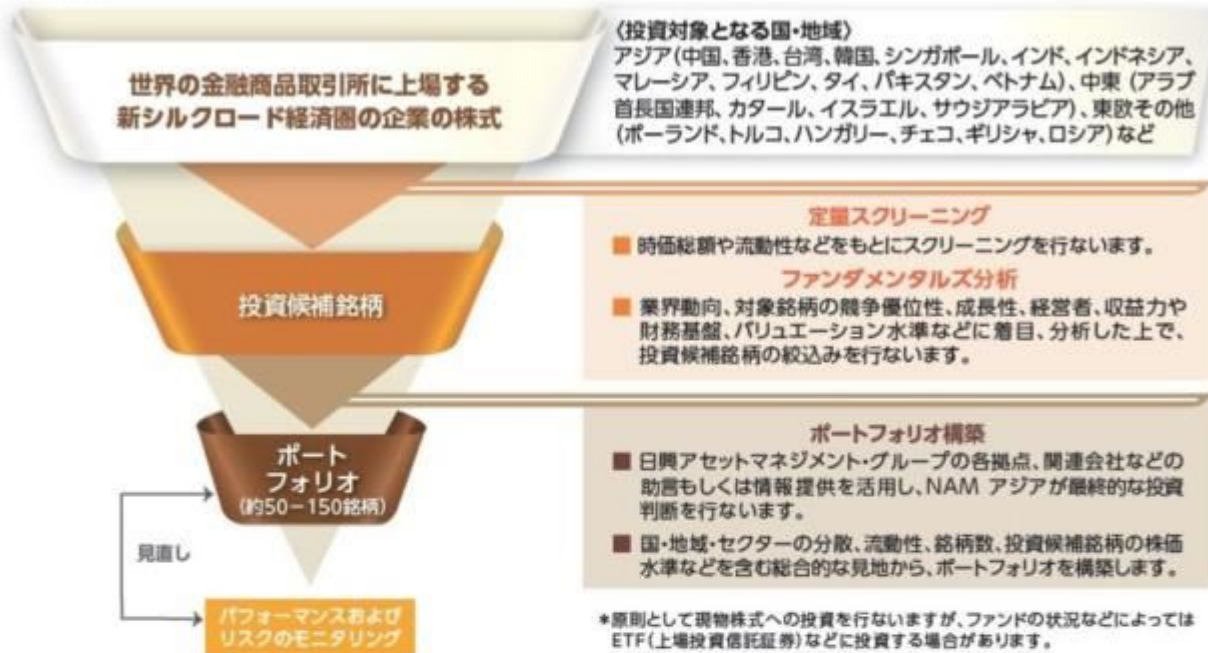 世界の金融商品取引所に上場する
新シルクロード経済圏の企業の株式
〈投資対象となる国・地域〉
アジア(中国、香港、台湾、韓国、シンガポール、インド、インドネシア、
マレーシア、フィリピン、タイ、パキスタン、ベトナム)、中東(アラブ
首長国連邦、カタール、イスラエル、サウジアラビア)、東欧その他
(ポーランド、トルコ、ハンガリー、チェコ、ギリシャ、ロシア)など
定量スクリーニング
■ 時価総額や流動性などをもとにスクリーニングを行ないます。
ファンダメンタルズ分析
■ 業界動向、対象銘柄の競争優位性、成長性、経営者、収益力や
財務基盤、バリュエーション水準などに着目、分析した上で、
投資候補銘柄の絞込みを行ないます。
投資候補銘柄
ポートフォリオ構築
■ 日興アセットマネジメント・グループの各拠点、関連会社などの
助言もしくは情報提供を活用し、NAM アジアが最終的な投資
判断を行ないます。
■ 国・地域・セクターの分散、流動性、銘柄数、投資候補銘柄の株価
水準などを含む総合的な見地から、ポートフォリオを構築します。
ポート
フォリオ
(約50-150銘柄)
見直し
パフォーマンスおよび
リスクのモニタリング
*原則として現物株式への投資を行ないますが、ファンドの状況などによっては
ETF(上場投資信託証券)などに投資する場合があります。